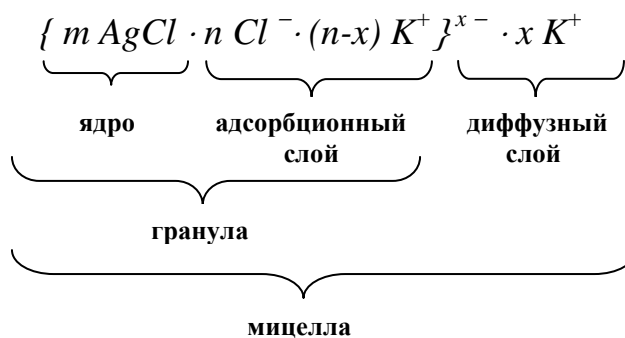 { m AgCl · n Cl⁻ · (n-x) K⁺}ˣ⁻ · x K⁺
ядро адсорбционный слой диффузный слой
гранула
мицелла